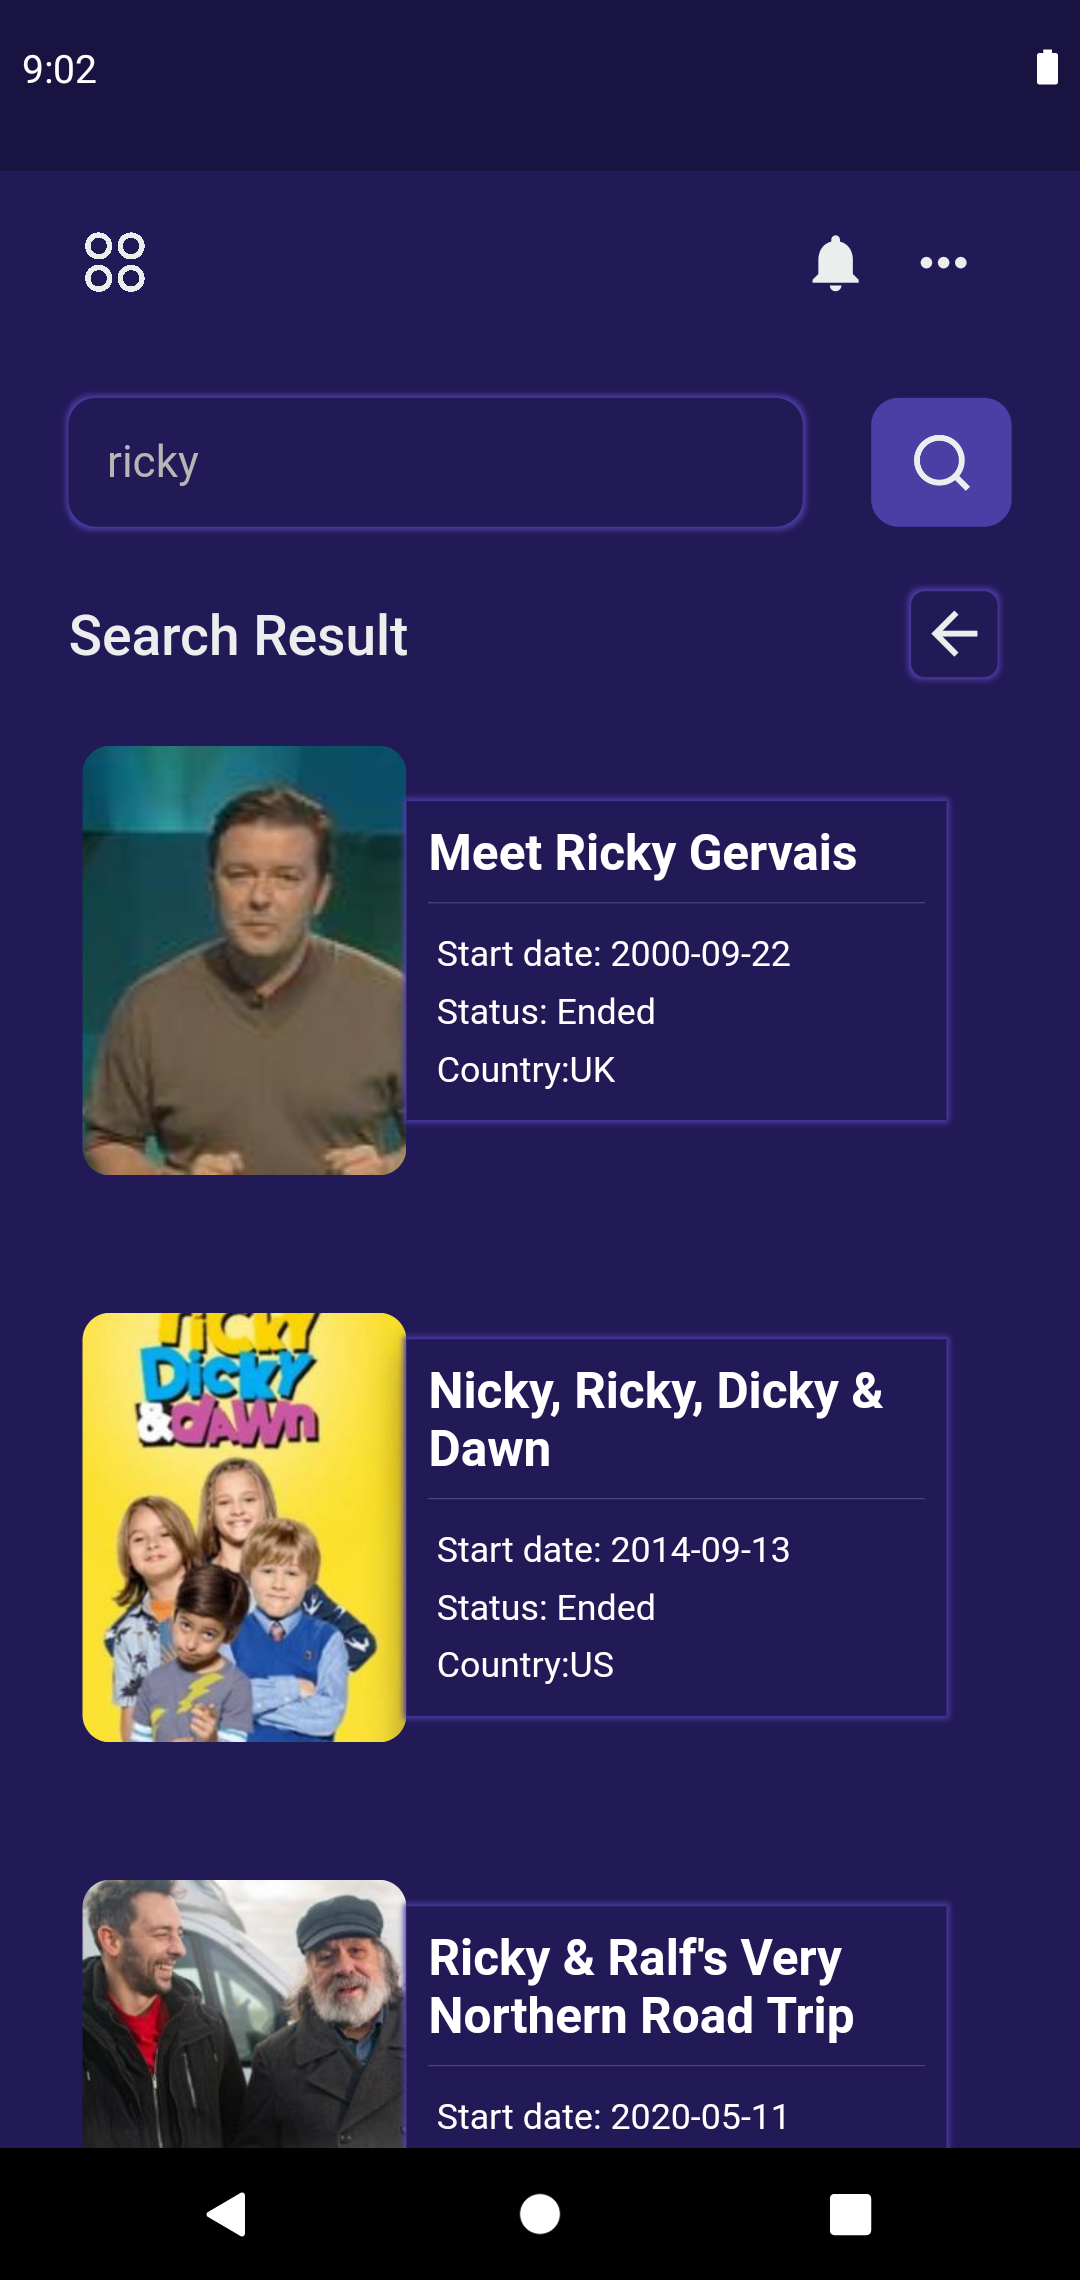 9:02
ricky
Search Result
Meet Ricky Gervais
Start date: 2000-09-22
Status: Ended
Country:UK
ricky
Dicky
&dawn
Nicky, Ricky, Dicky &
Dawn
Start date: 2014-09-13
Status: Ended
Country:US
Ricky & Ralf's Very
Northern Road Trip
Start date: 2020-05-11